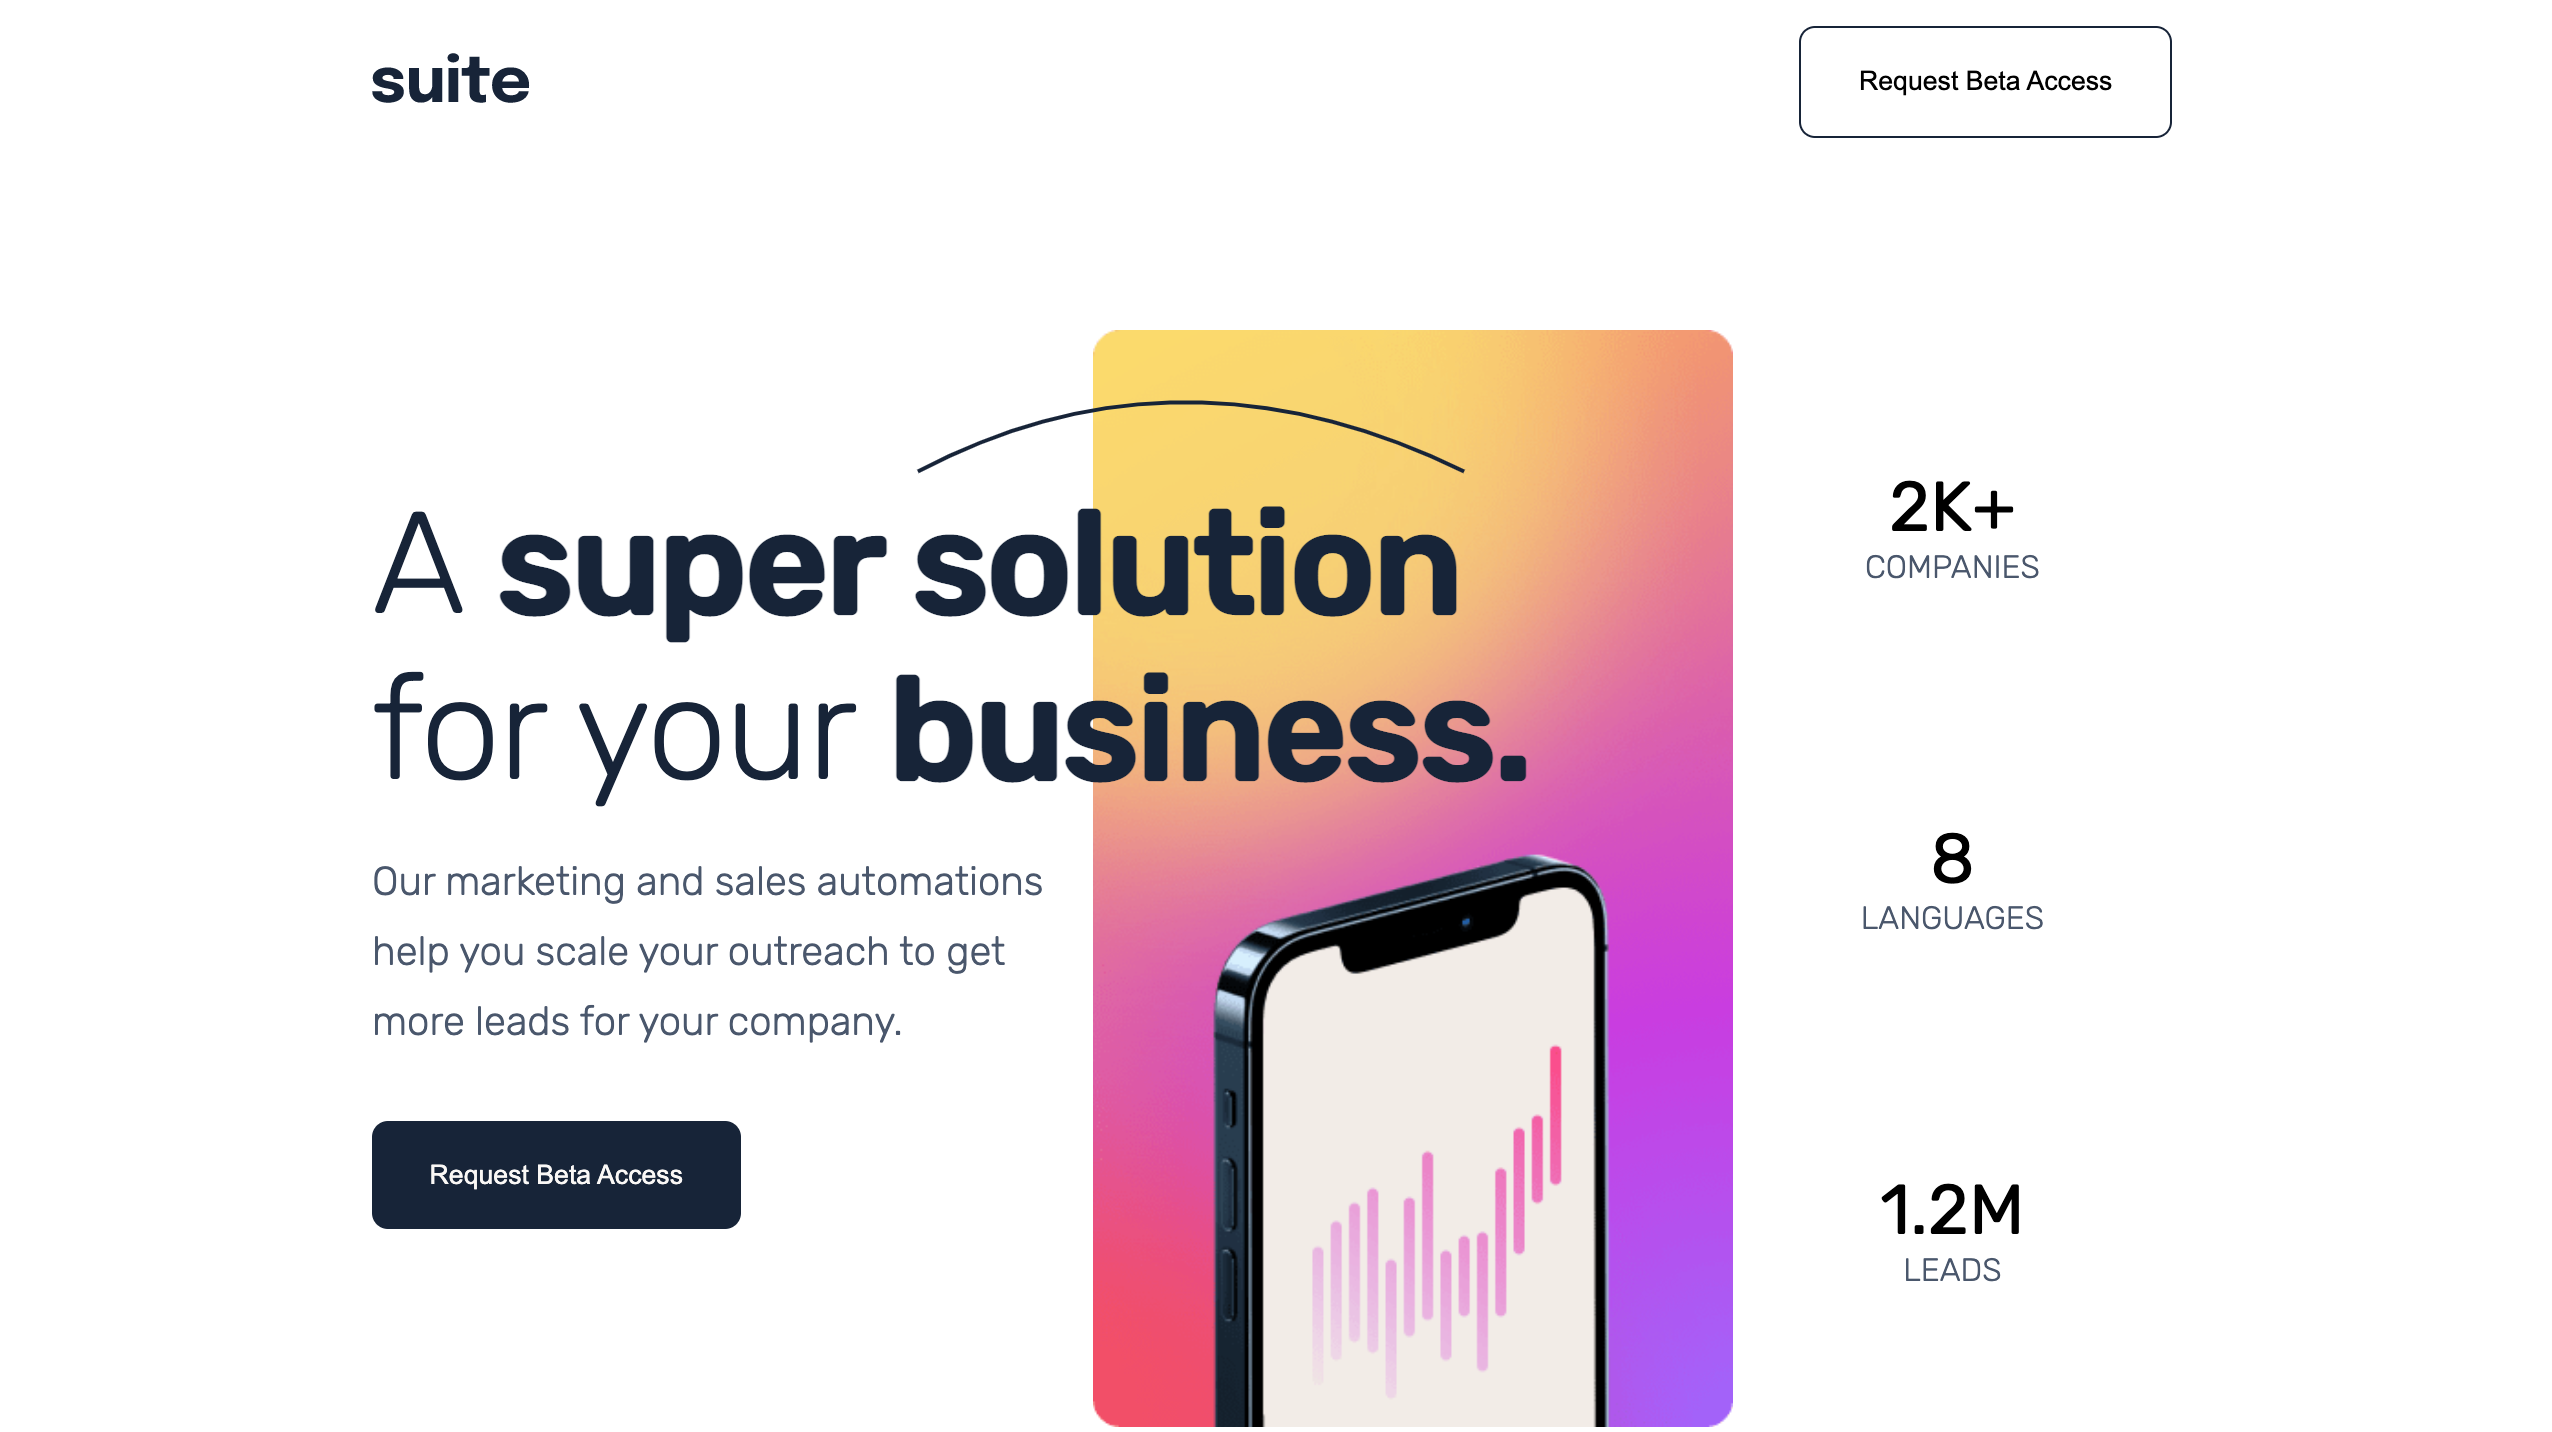 suite
Request Beta Access
A super solution
for your business.
Our marketing and sales automations
help you scale your outreach to get
more leads for your company.
Request Beta Access
2K+
COMPANIES
8
LANGUAGES
1.2M
LEADS